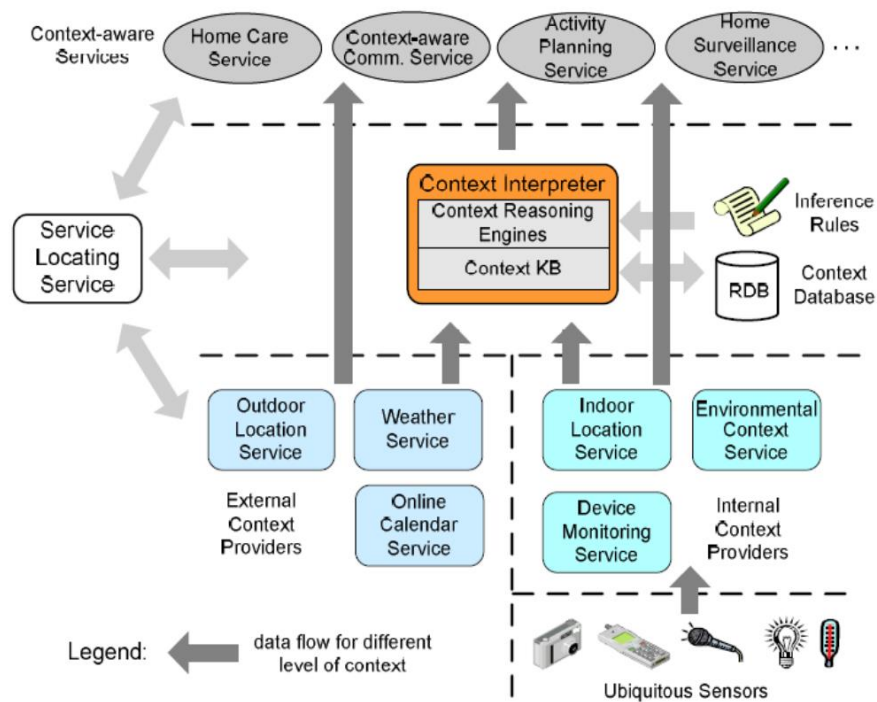 Context-aware
Services
Home Care
Service
Context-aware
Comm. Service
Activity
Planning
Service
Home
Surveillance
Service
...
Service
Locating
Service
Context Interpreter
Context Reasoning
Engines
Context KB
Inference
Rules
RDB
Context
Database
Outdoor
Location
Service
Weather
Service
Indoor
Location
Service
Environmental
Context
Service
External
Context
Providers
Online
Calendar
Service
Device
Monitoring
Service
Internal
Context
Providers
Legend:
data flow for different
level of context
Ubiquitous Sensors